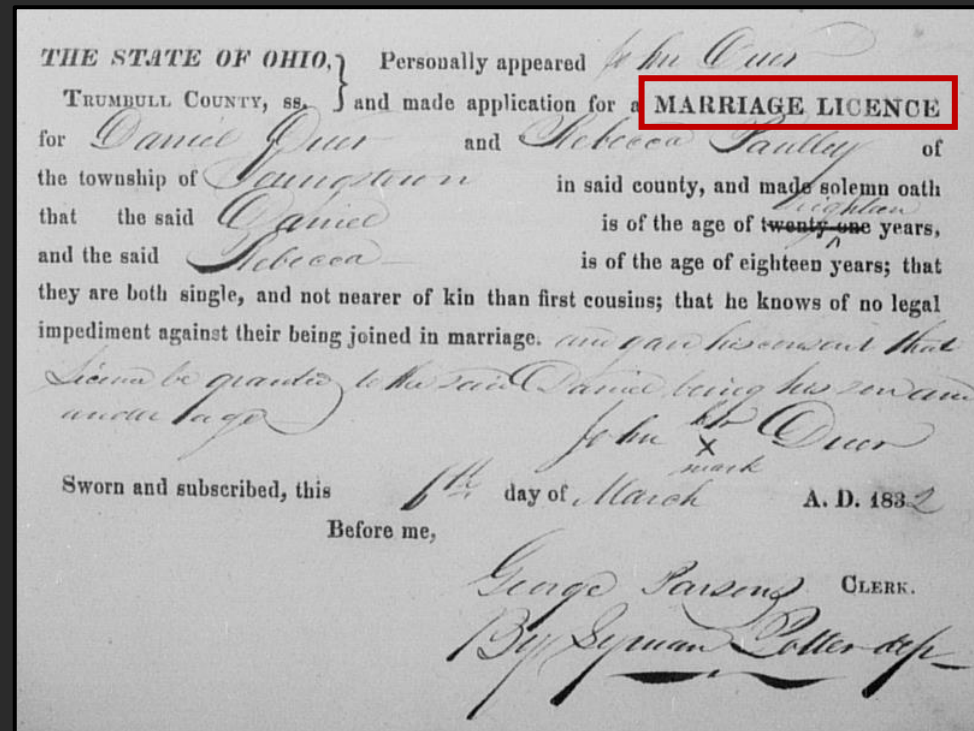 THE STATE OF OHIO, } Personally appeared John Duer
TRUMBULL COUNTY, ss. } and made application for a MARRIAGE LICENCE
for Daniel Duer and Rebecca Paulley of
the township of Youngstown in said county, and made solemn oath
eighteen
that the said Daniel is of the age of twenty-one years,
and the said Rebecca is of the age of eighteen years; that
they are both single, and not nearer of kin than first cousins; that he knows of no legal
impediment against their being joined in marriage. and gave his consent that
License be granted to the said Daniel being his son and
under age
his
John X Duer
mark
Sworn and subscribed, this 6th day of March A. D. 1832
Before me,
George Parsons CLERK.
By Lyman Potter dep